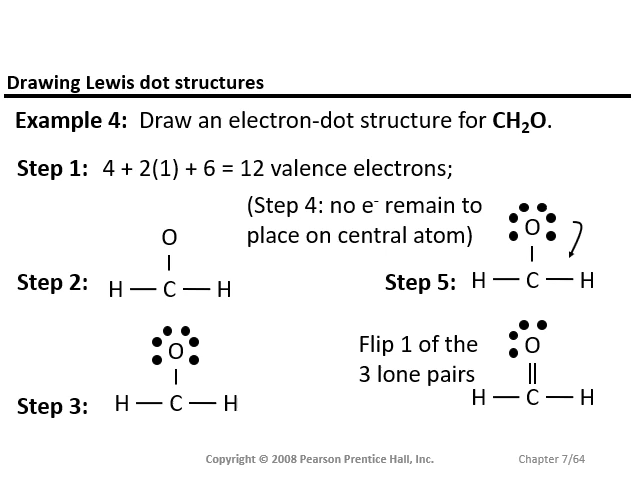 Drawing Lewis dot structures
Example 4: Draw an electron-dot structure for CH₂O.
Step 1: 4 + 2(1) + 6 = 12 valence electrons;
(Step 4: no e⁻ remain to
place on central atom)
O
Step 2: H — C — H
O
Step 5: H — C — H
O
Step 3: H — C — H
Flip 1 of the
3 lone pairs
O
H — C — H
Copyright © 2008 Pearson Prentice Hall, Inc.
Chapter 7/64